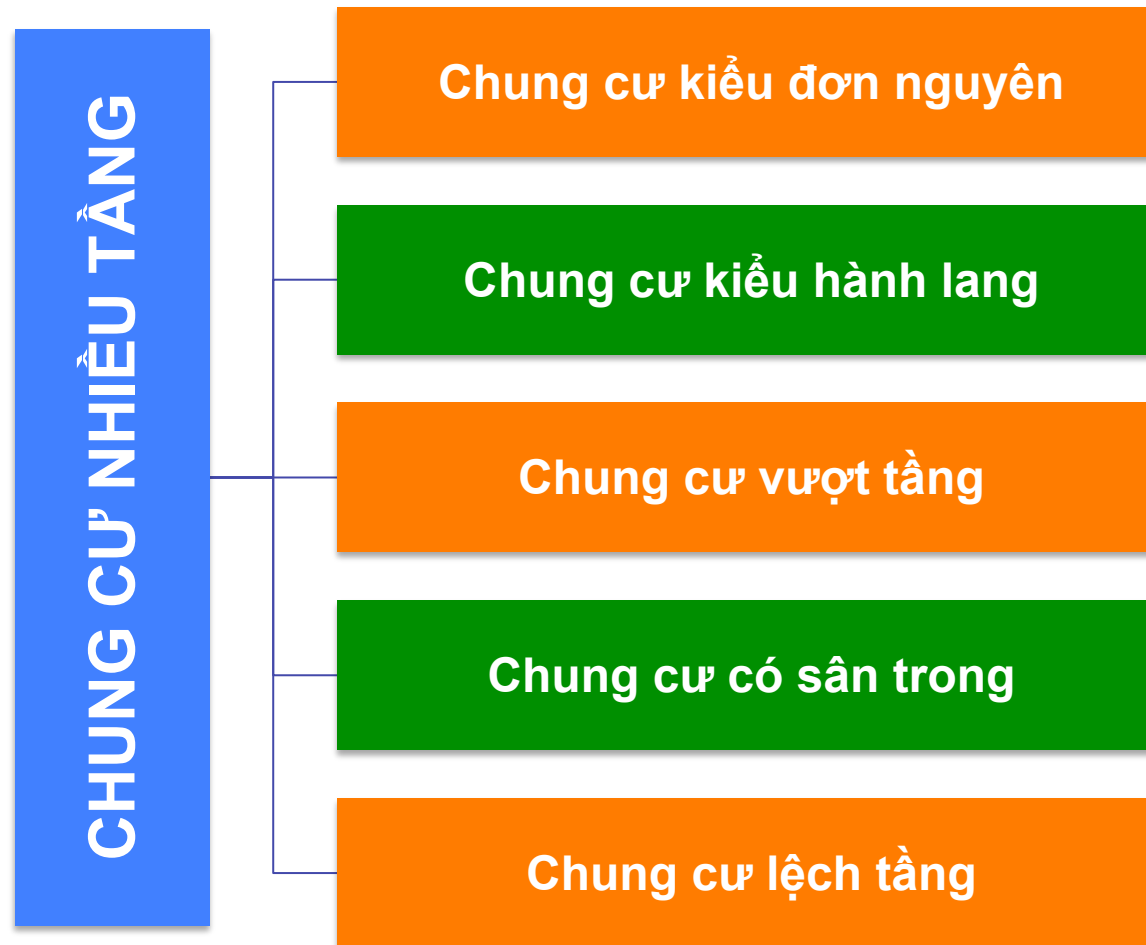 CHUNG CƯ NHIỀU TẦNG
Chung cư kiểu đơn nguyên
Chung cư kiểu hành lang
Chung cư vượt tầng
Chung cư có sân trong
Chung cư lệch tầng